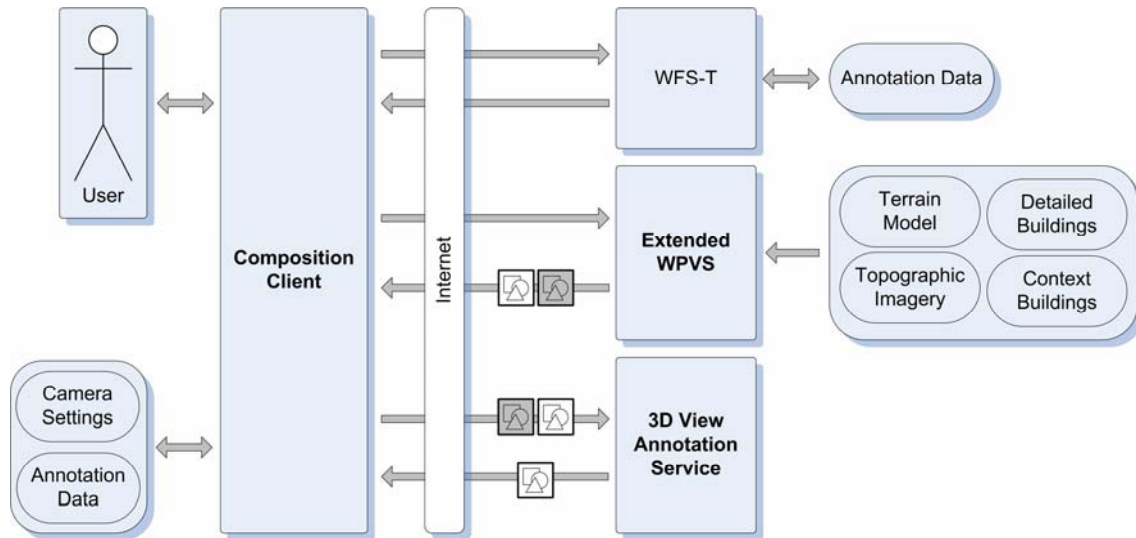 User
Composition
Client
Internet
WFS-T
Annotation Data
Extended
WPVS
Terrain
Model
Detailed
Buildings
Topographic
Imagery
Context
Buildings
Camera
Settings
Annotation
Data
3D View
Annotation
Service